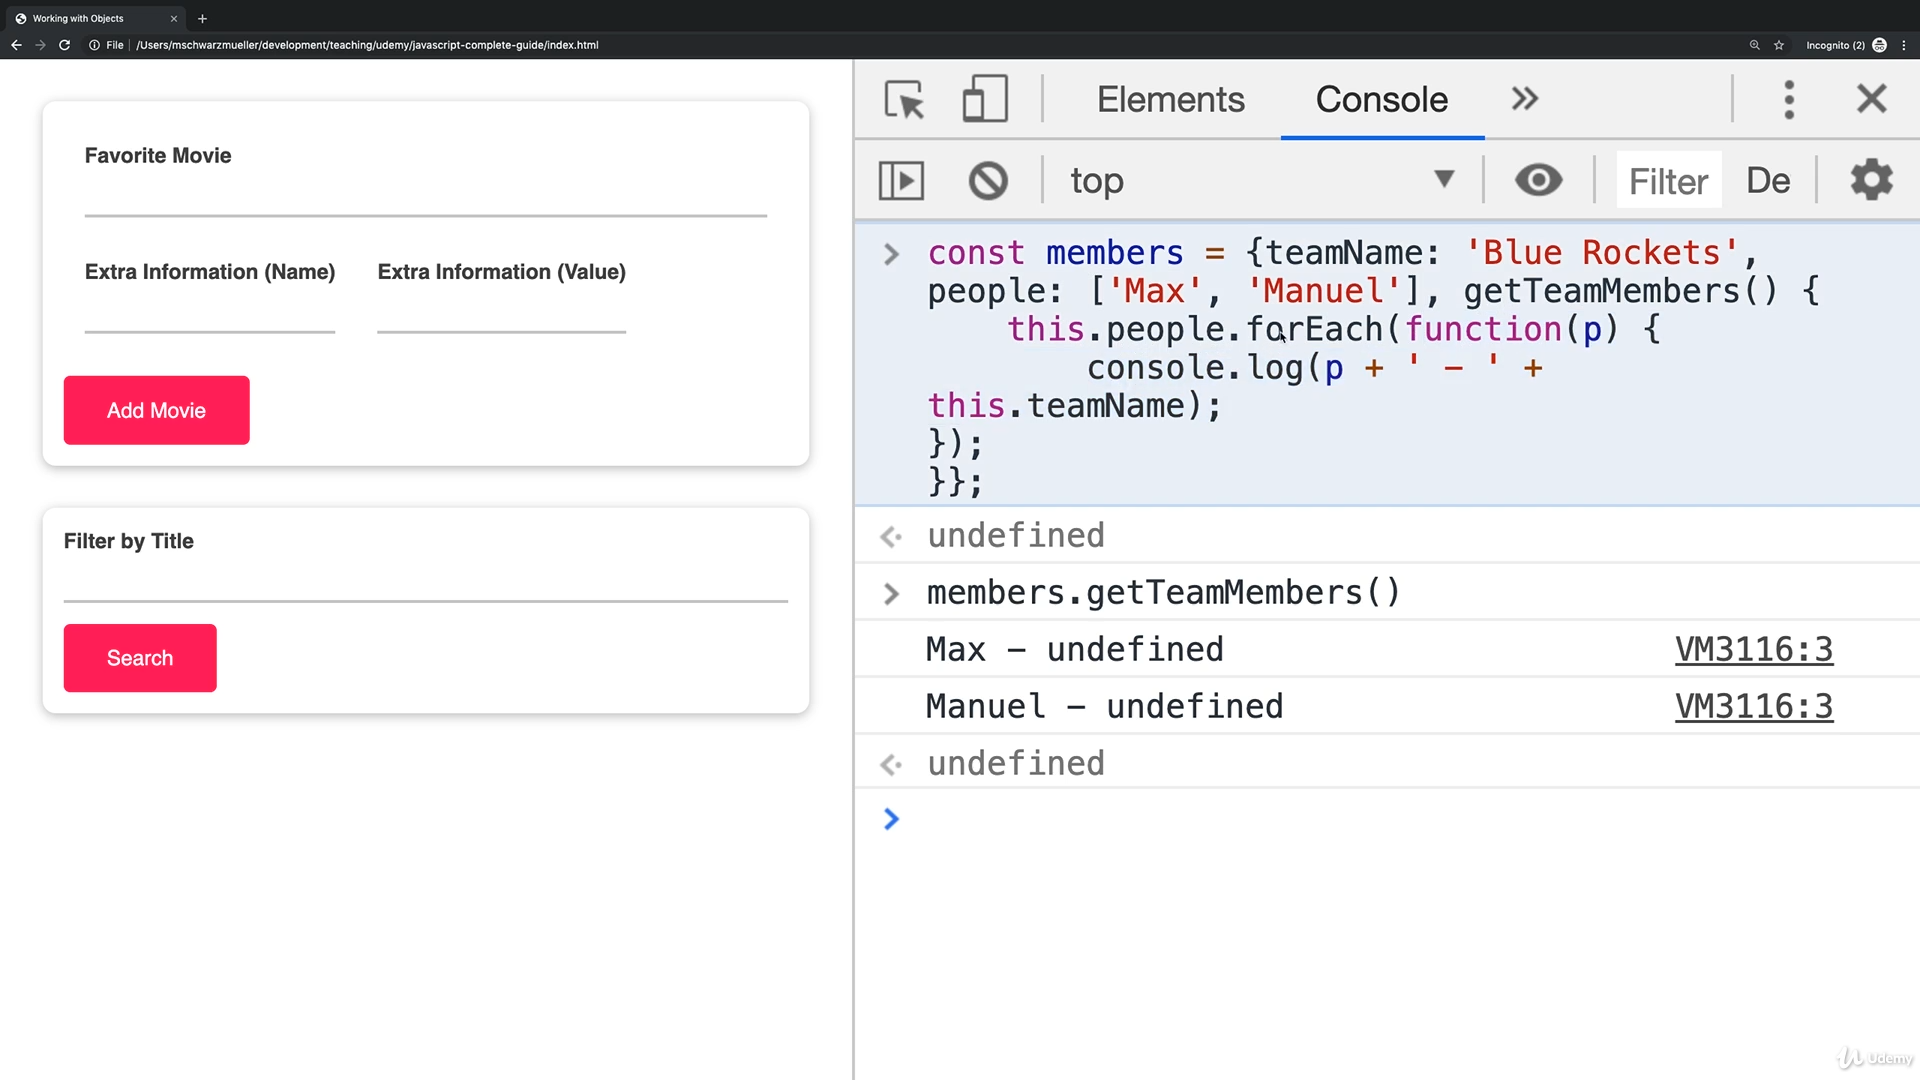 Working with Objects
File
/Users/mschwarzmueller/development/teaching/udemy/javascript-complete-guide/index.html
Incognito (2)
Favorite Movie
Extra Information (Name) Extra Information (Value)
Add Movie
Filter by Title
Search
Elements Console
top Filter De
const members = {teamName: 'Blue Rockets',
people: ['Max', 'Manuel'], getTeamMembers() {
this.people.forEach(function(p) {
console.log(p + ' - ' +
this.teamName);
});
}};
undefined
members.getTeamMembers()
Max - undefined VM3116:3
Manuel - undefined VM3116:3
undefined
Udemy